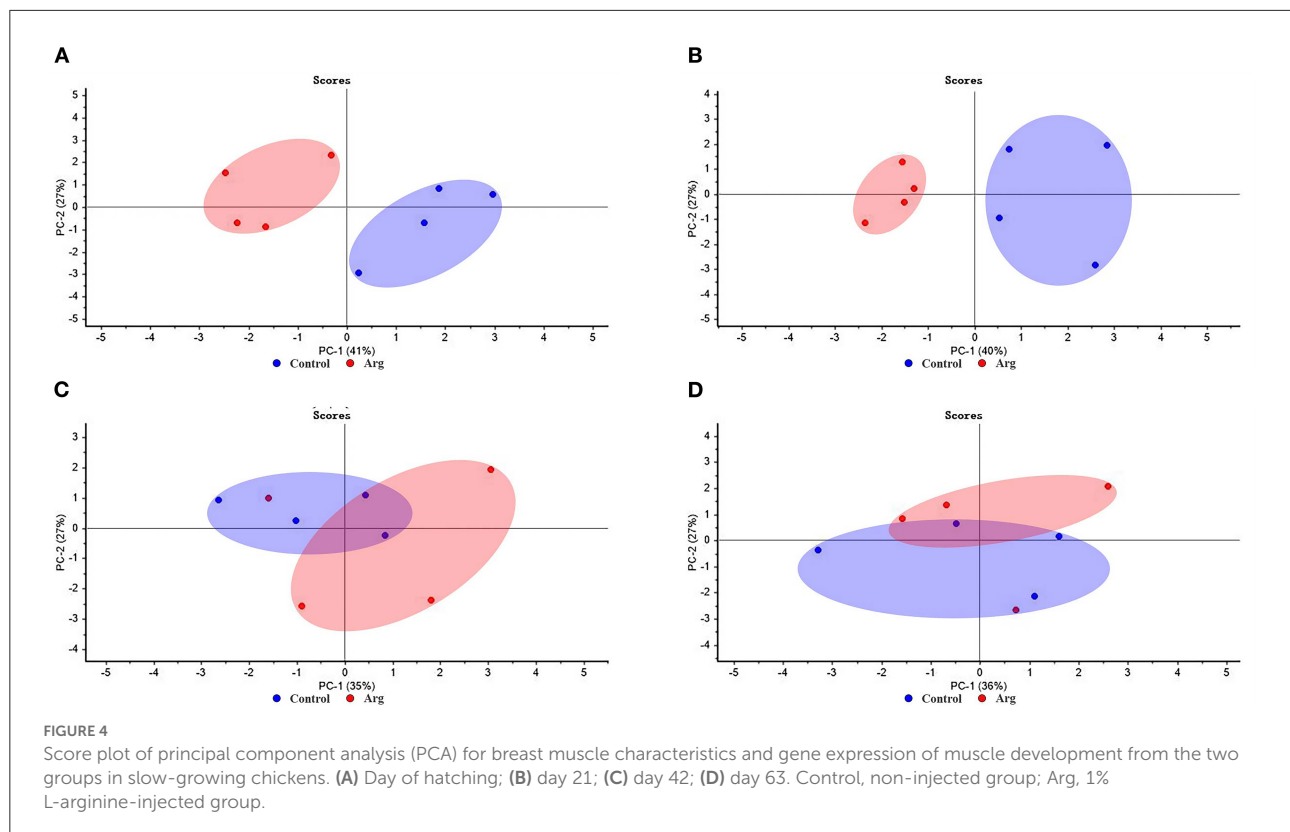 A
Scores
PC-2 (27%)
5
4
3
2
1
0
-1
-2
-3
-4
-5
-5 -4 -3 -2 -1 0 1 2 3 4 5
PC-1 (41%)
Control Arg
B
Scores
PC-2 (27%)
4
3
2
1
0
-1
-2
-3
-4
-5
-5 -4 -3 -2 -1 0 1 2 3 4 5
PC-1 (40%)
Control Arg
C
Scores
PC-2 (27%)
3
2
1
0
-1
-2
-3
-4
-5 -4 -3 -2 -1 0 1 2 3 4 5
PC-1 (35%)
Control Arg
D
Scores
PC-2 (27%)
4
3
2
1
0
-1
-2
-3
-4
-5 -4 -3 -2 -1 0 1 2 3 4 5
PC-1 (36%)
Control Arg
FIGURE 4
Score plot of principal component analysis (PCA) for breast muscle characteristics and gene expression of muscle development from the two
groups in slow-growing chickens. (A) Day of hatching; (B) day 21; (C) day 42; (D) day 63. Control, non-injected group; Arg, 1%
L-arginine-injected group.